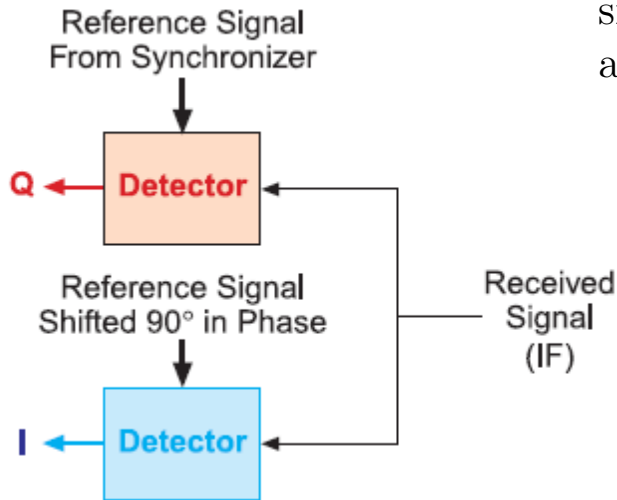 Reference Signal
From Synchronizer
Q
Detector
Reference Signal
Shifted 90° in Phase
Received
Signal
(IF)
I
Detector